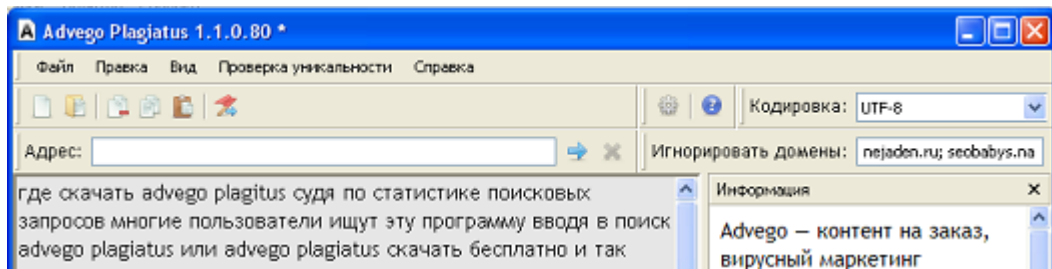 Advego Plagiatus 1.1.0.80 *
Файл Правка Вид Проверка уникальности Справка
Кодировка: UTF-8
Адрес: Игнорировать домены: nejaden.ru; seobabys.na
где скачать advego plagitus судя по статистике поисковых
запросов многие пользователи ищут эту программу вводя в поиск
advego plagiatus или advego plagiatus скачать бесплатно и так
Информация
Advego — контент на заказ,
вирусный маркетинг